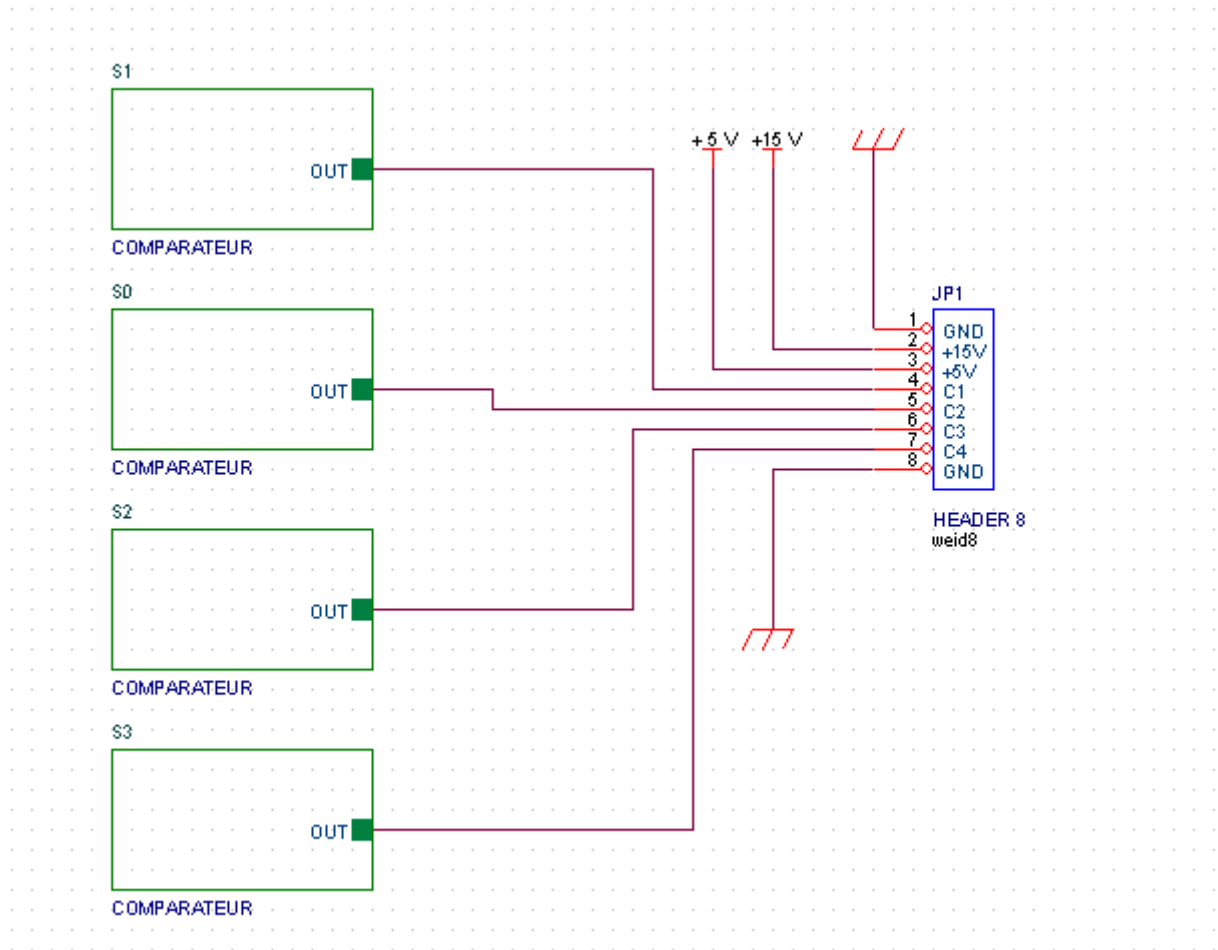 S1
OUT
COMPARATEUR
S0
OUT
COMPARATEUR
S2
OUT
COMPARATEUR
S3
OUT
COMPARATEUR
+ 5 V +15 V
JP1
1 GND
2 +15V
3 +5V
4 C1
5 C2
6 C3
7 C4
8 GND
HEADER 8
weid8